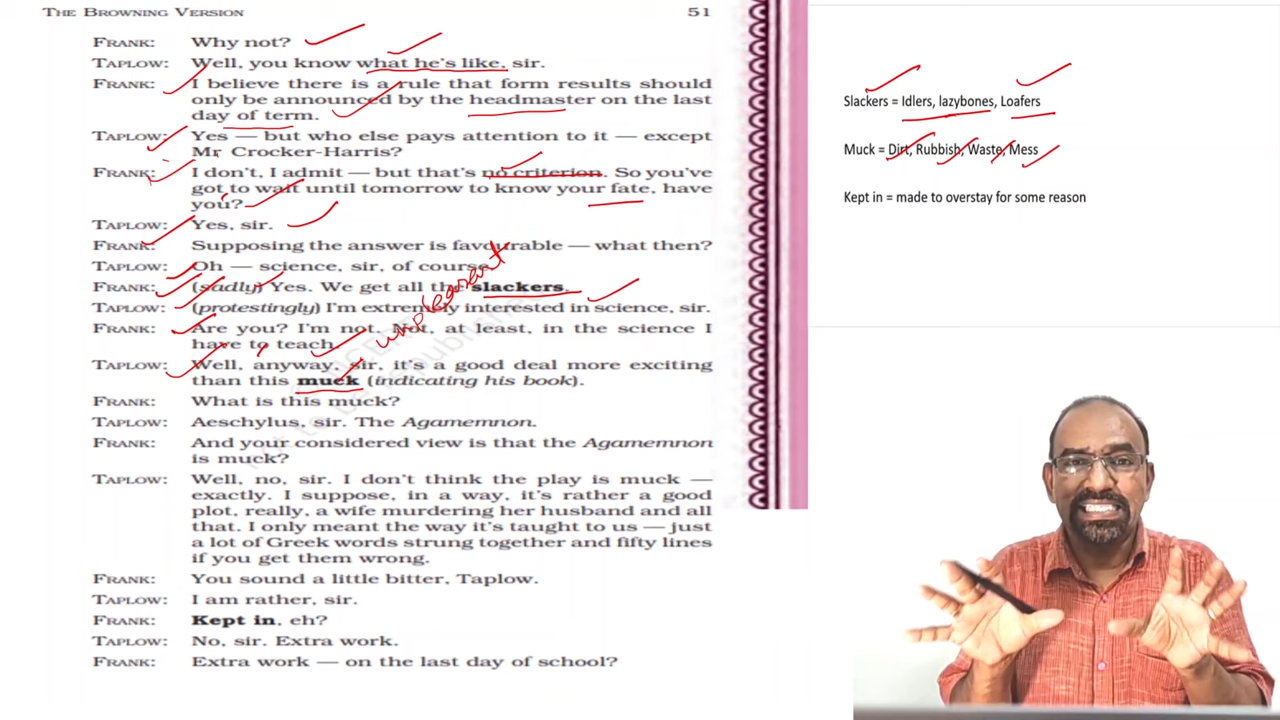 THE BROWNING VERSION 51
FRANK: Why not?
TAPLOW: Well, you know what he's like, sir.
FRANK: I believe there is a rule that form results should
only be announced by the headmaster on the last
day of term.
TAPLOW: Yes — but who else pays attention to it — except
Mr Crocker-Harris?
FRANK: I don't, I admit — but that's no criterion. So you've
got to wait until tomorrow to know your fate, have
you?
TAPLOW: Yes, sir.
FRANK: Supposing the answer is favourable — what then?
TAPLOW: Oh — science, sir, of course.
FRANK: (sadly) Yes. We get all the slackers.
TAPLOW: (protestingly) I'm extremely interested in science, sir.
FRANK: Are you? I'm not. Not, at least, in the science I
have to teach.
unpleasant
TAPLOW: Well, anyway, sir, it's a good deal more exciting
than this muck (indicating his book).
FRANK: What is this muck?
TAPLOW: Aeschylus, sir. The Agamemnon.
FRANK: And your considered view is that the Agamemnon
is muck?
TAPLOW: Well, no, sir. I don't think the play is muck —
exactly. I suppose, in a way, it's rather a good
plot, really, a wife murdering her husband and all
that. I only meant the way it's taught to us — just
a lot of Greek words strung together and fifty lines
if you get them wrong.
FRANK: You sound a little bitter, Taplow.
TAPLOW: I am rather, sir.
FRANK: Kept in, eh?
TAPLOW: No, sir. Extra work.
FRANK: Extra work — on the last day of school?
Slackers = Idlers, lazybones, Loafers
Muck = Dirt, Rubbish, Waste, Mess
Kept in = made to overstay for some reason